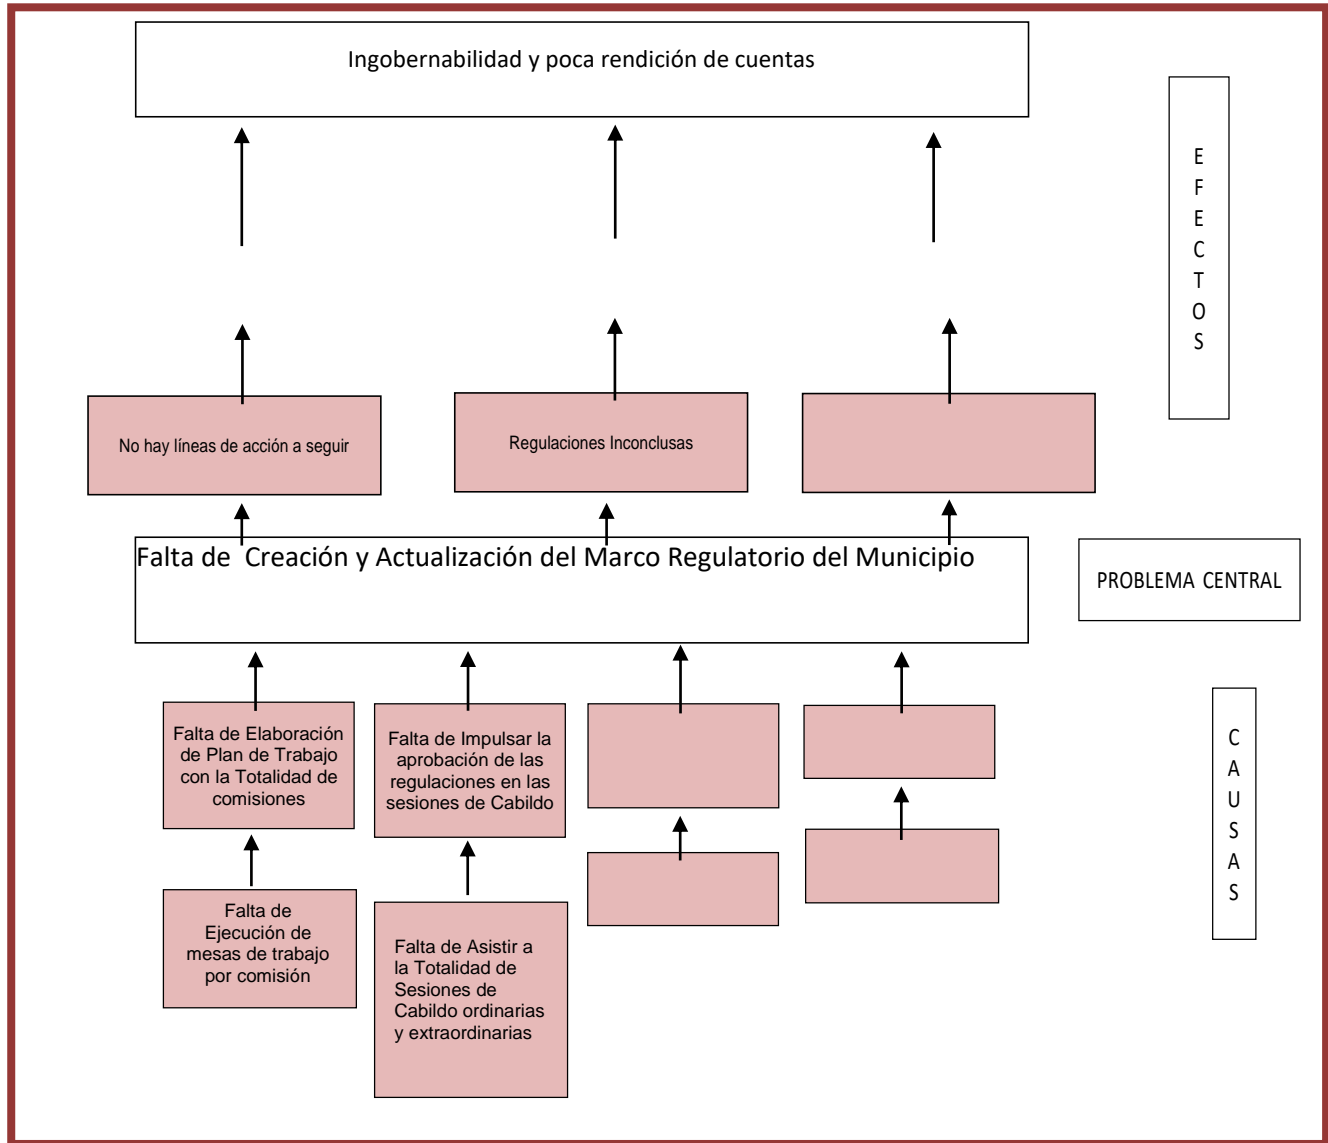 Ingobernabilidad y poca rendición de cuentas
E
F
E
C
T
O
S
No hay líneas de acción a seguir
Regulaciones Inconclusas
Falta de Creación y Actualización del Marco Regulatorio del Municipio
PROBLEMA CENTRAL
Falta de Elaboración
de Plan de Trabajo
con la Totalidad de
comisiones
Falta de Impulsar la
aprobación de las
regulaciones en las
sesiones de Cabildo
Falta de
Ejecución de
mesas de trabajo
por comisión
Falta de Asistir a
la Totalidad de
Sesiones de
Cabildo ordinarias
y extraordinarias
C
A
U
S
A
S